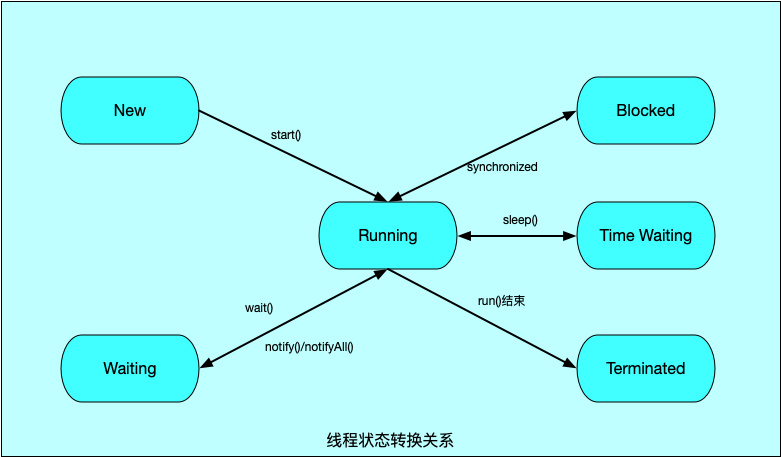 New
Blocked
start()
synchronized
Running
sleep()
Time Waiting
wait()
run()结束
notify()/notifyAll()
Waiting
Terminated
线程状态转换关系